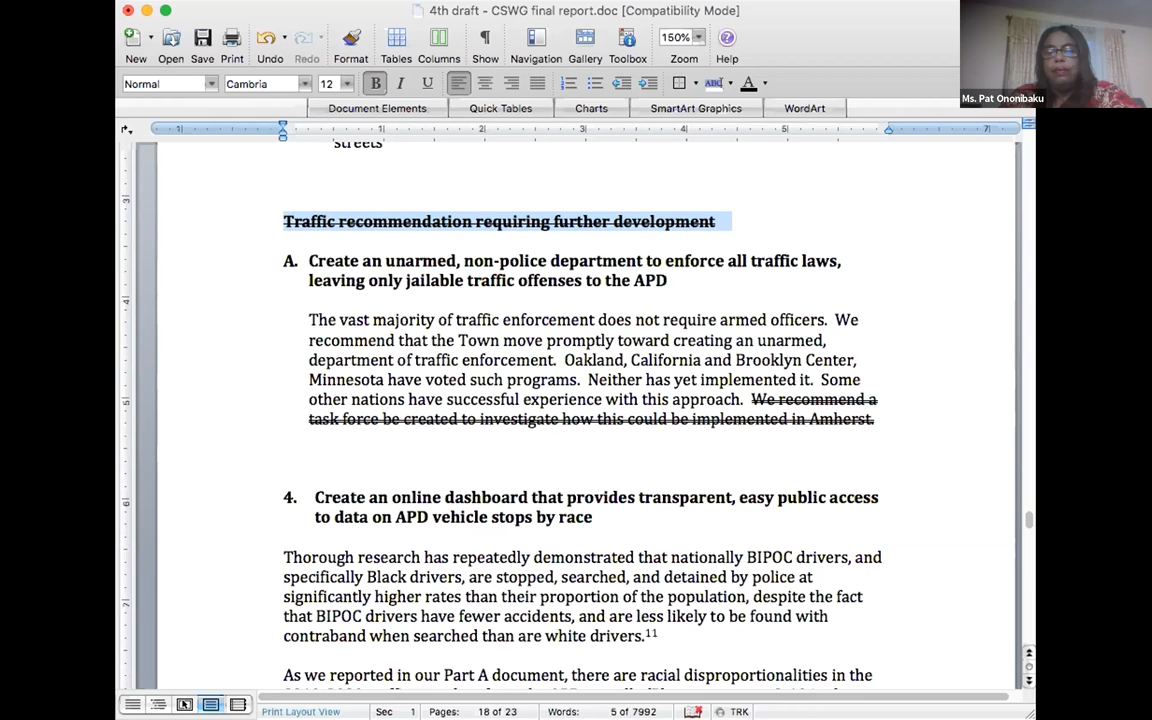 4th draft - CSWG final report.doc [Compatibility Mode]
New Open Save Print Undo Redo Format Tables Columns Show Navigation Gallery Toolbox Zoom Help
150%
Normal Cambria 12 B I U ABC A
Document Elements Quick Tables Charts SmartArt Graphics WordArt
Ms. Pat Ononibaku
streets
Traffic recommendation requiring further development
A. Create an unarmed, non-police department to enforce all traffic laws,
leaving only jailable traffic offenses to the APD
The vast majority of traffic enforcement does not require armed officers. We
recommend that the Town move promptly toward creating an unarmed,
department of traffic enforcement. Oakland, California and Brooklyn Center,
Minnesota have voted such programs. Neither has yet implemented it. Some
other nations have successful experience with this approach. We recommend a
task force be created to investigate how this could be implemented in Amherst.
4. Create an online dashboard that provides transparent, easy public access
to data on APD vehicle stops by race
Thorough research has repeatedly demonstrated that nationally BIPOC drivers, and
specifically Black drivers, are stopped, searched, and detained by police at
significantly higher rates than their proportion of the population, despite the fact
that BIPOC drivers have fewer accidents, and are less likely to be found with
contraband when searched than are white drivers.11
As we reported in our Part A document, there are racial disproportionalities in the
Print Layout View Sec 1 Pages: 18 of 23 Words: 5 of 7992 TRK